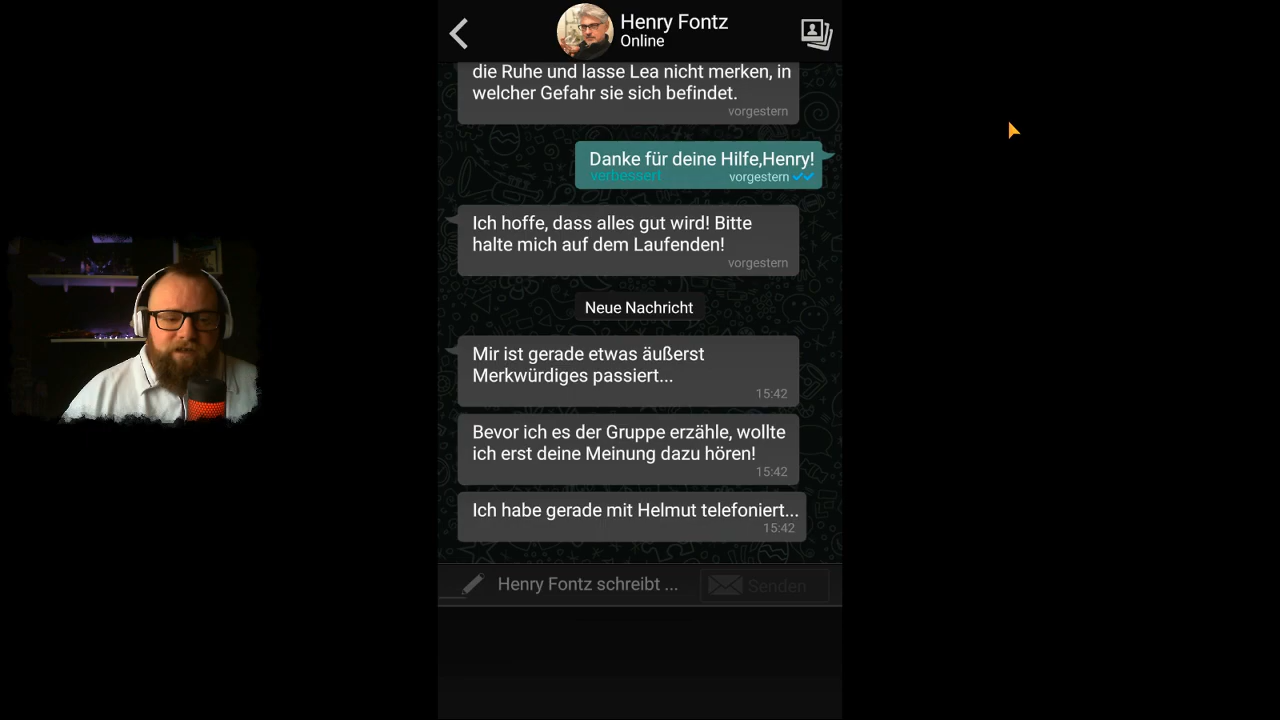 Henry Fontz
Online
die Ruhe und lasse Lea nicht merken, in
welcher Gefahr sie sich befindet.
vorgestern
Danke für deine Hilfe,Henry!
verbessert
vorgestern
Ich hoffe, dass alles gut wird! Bitte
halte mich auf dem Laufenden!
vorgestern
Neue Nachricht
Mir ist gerade etwas äußerst
Merkwürdiges passiert...
15:42
Bevor ich es der Gruppe erzähle, wollte
ich erst deine Meinung dazu hören!
15:42
Ich habe gerade mit Helmut telefoniert...
15:42
Henry Fontz schreibt ...
Senden